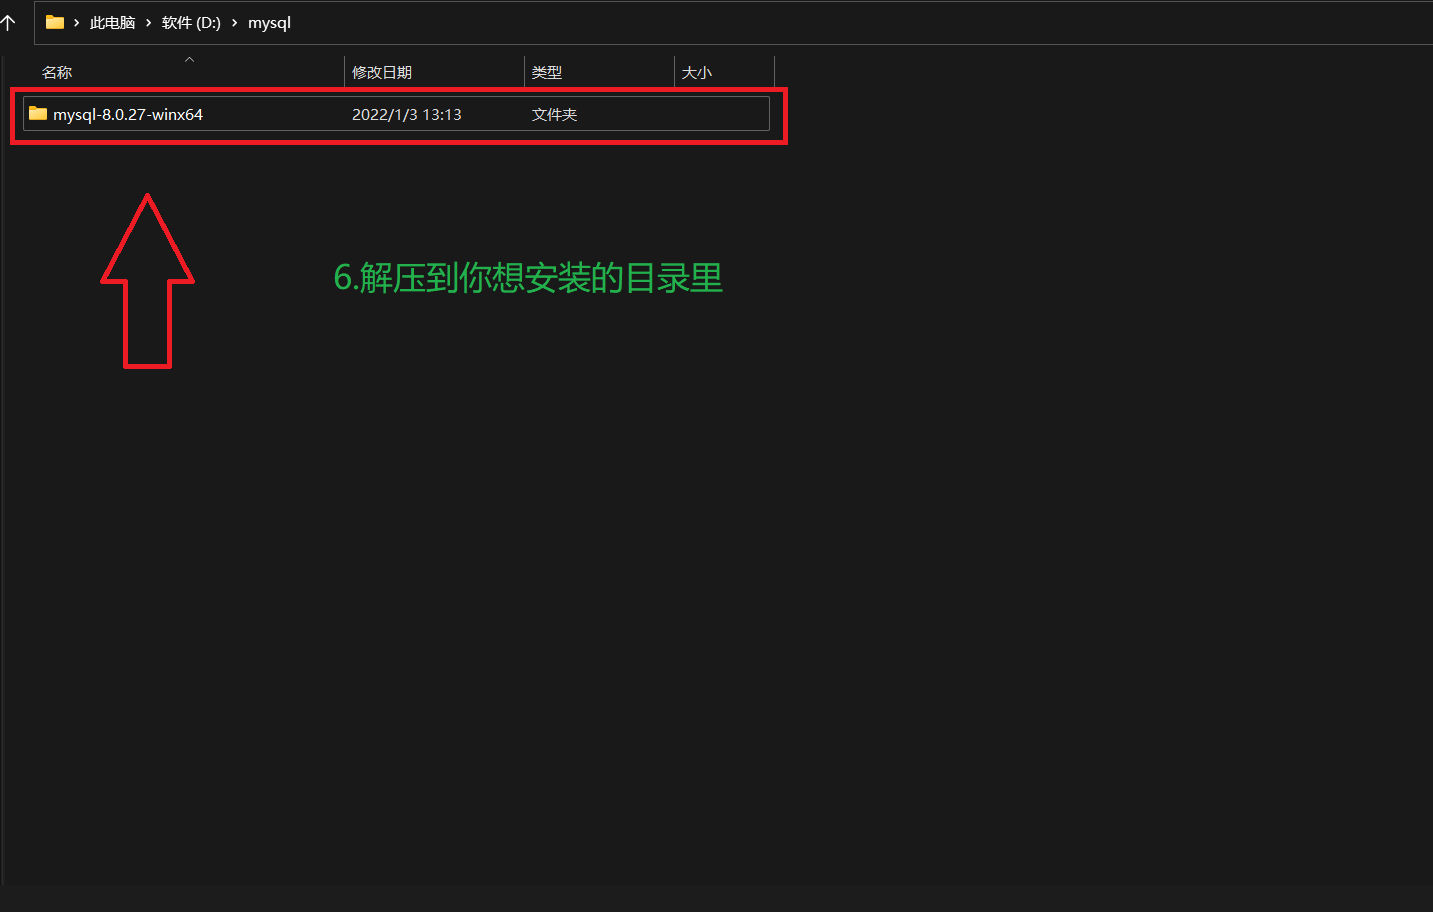 此电脑 > 软件 (D:) > mysql
名称 修改日期 类型 大小
mysql-8.0.27-winx64 2022/1/3 13:13 文件夹
6.解压到你想安装的目录里